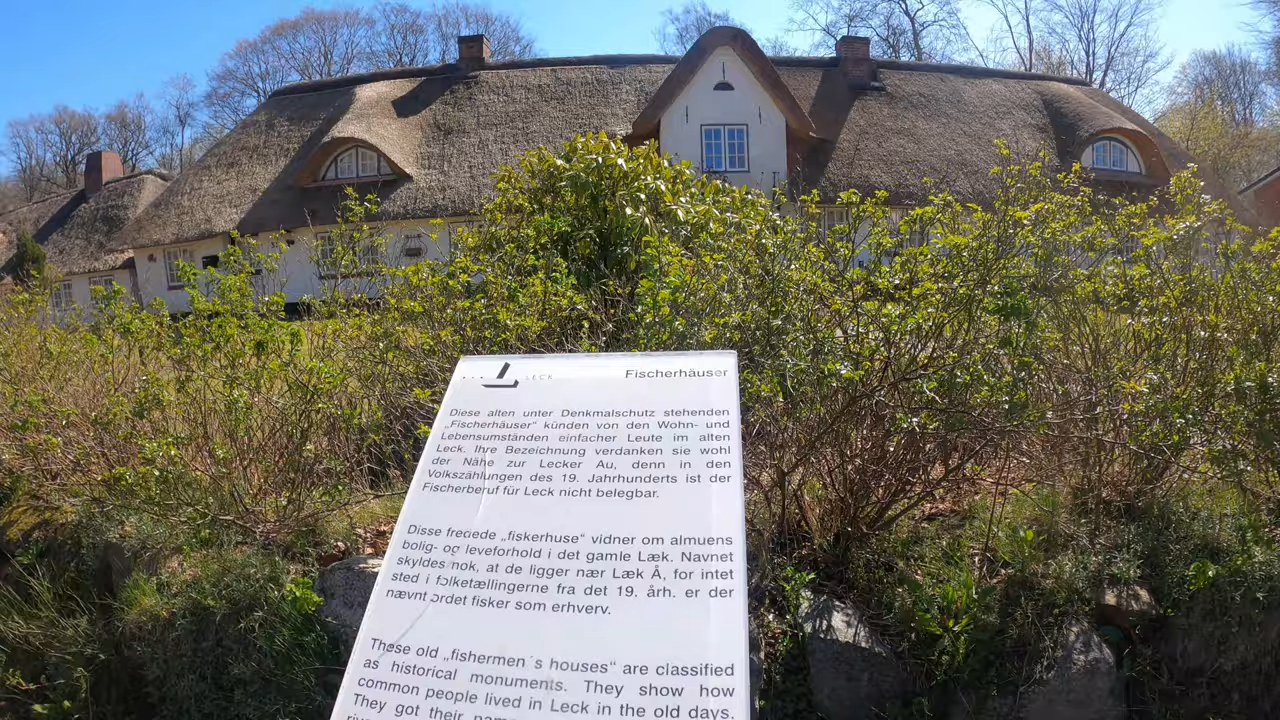 LECK
Fischerhäuser
Diese alten unter Denkmalschutz stehenden
„Fischerhäuser“ künden von den Wohn- und
Lebensumständen einfacher Leute im alten
Leck. Ihre Bezeichnung verdanken sie wohl
der Nähe zur Lecker Au, denn in den
Volkszählungen des 19. Jahrhunderts ist der
Fischerberuf für Leck nicht belegbar.
Disse fredede „fiskerhuse“ vidner om almuens
bolig- og leveforhold i det gamle Læk. Navnet
skyldes nok, at de ligger nær Læk Å, for intet
sted i folketællingerne fra det 19. årh. er der
nævnt ordet fisker som erhverv.
These old „fishermen´s houses“ are classified
as historical monuments. They show how
common people lived in Leck in the old days.
They got their